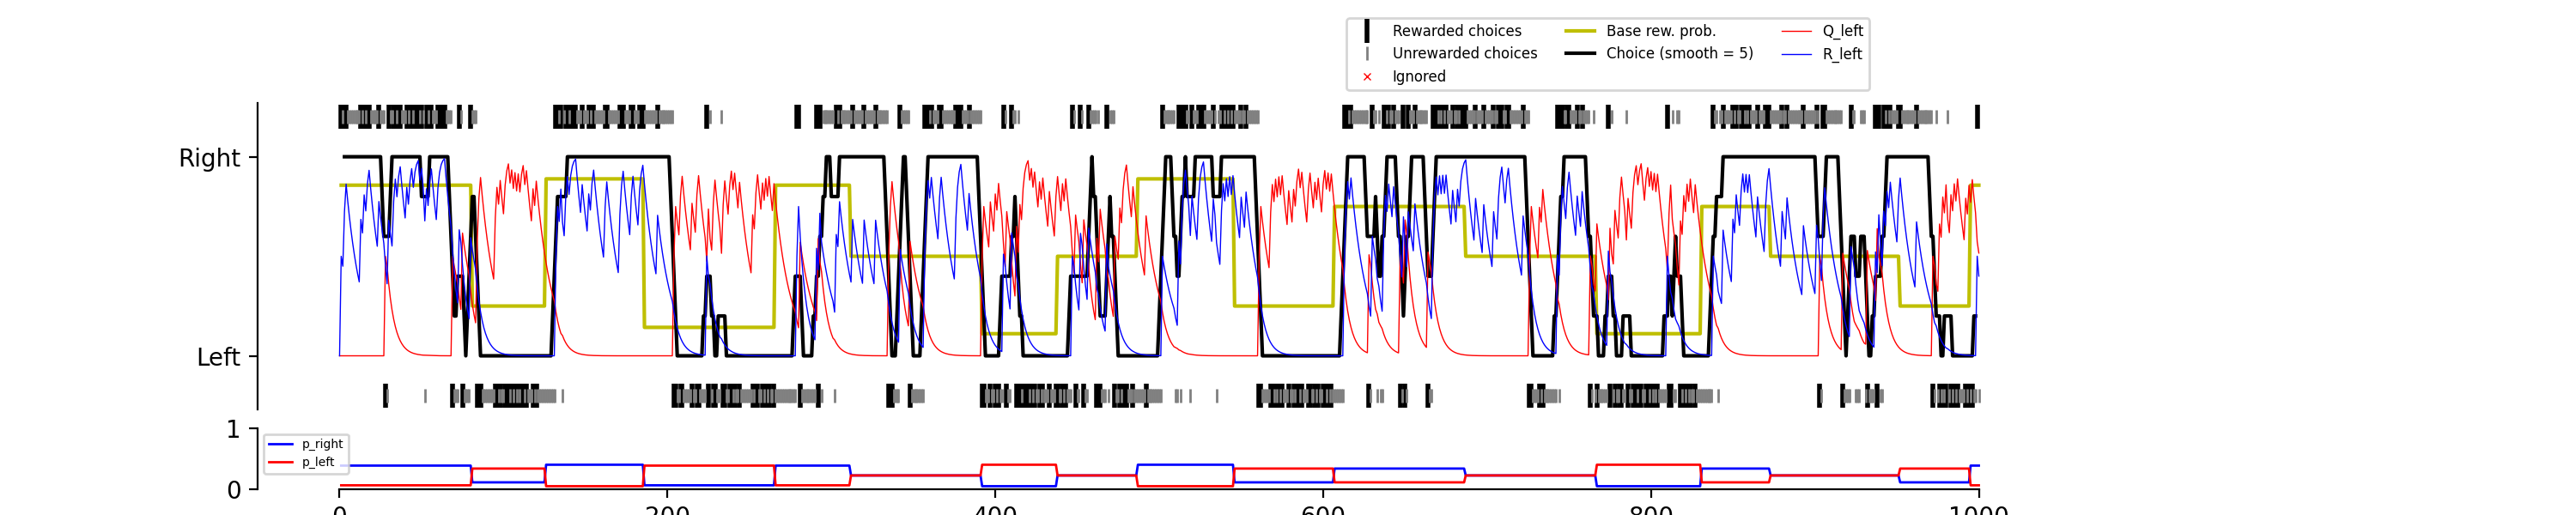 Rewarded choices
Unrewarded choices
Ignored
Base rew. prob.
Choice (smooth = 5)
Q_left
R_left
Right
Left
1
0
p_right
p_left
0 200 400 600 800 1000